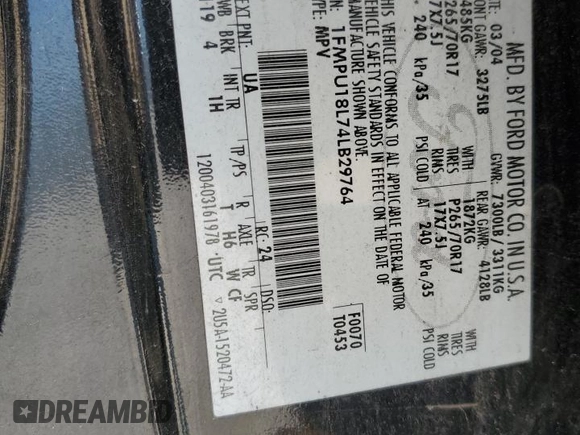 MFD. BY FORD MOTOR CO. IN U.S.A.
03/04 GVWR: 7300LB/ 3311KG
FRONT GAWR: 3275LB REAR GAWR: 4128LB
1485KG WITH 1872KG WITH
P265/70R17 TIRES P265/70R17 TIRES
17X7.5J RIMS 17X7.5J RIMS
240 kPa/35 PSI COLD AT 240 kPa/35 PSI COLD
THIS VEHICLE CONFORMS TO ALL APPLICABLE FEDERAL MOTOR
VEHICLE SAFETY STANDARDS IN EFFECT ON THE DATE OF
MANUFACTURE SHOWN ABOVE.
1FMPU18L74LB29764 F0070
MPV T0453
EXT PNT: UA RC: 24 DSO:
WB BRK INT TR TP/PS R AXLE TR SPR
119 4 1H T H6 W CF
1200403161978 -UTC 2U5A-1520472-AA
DREAMBID